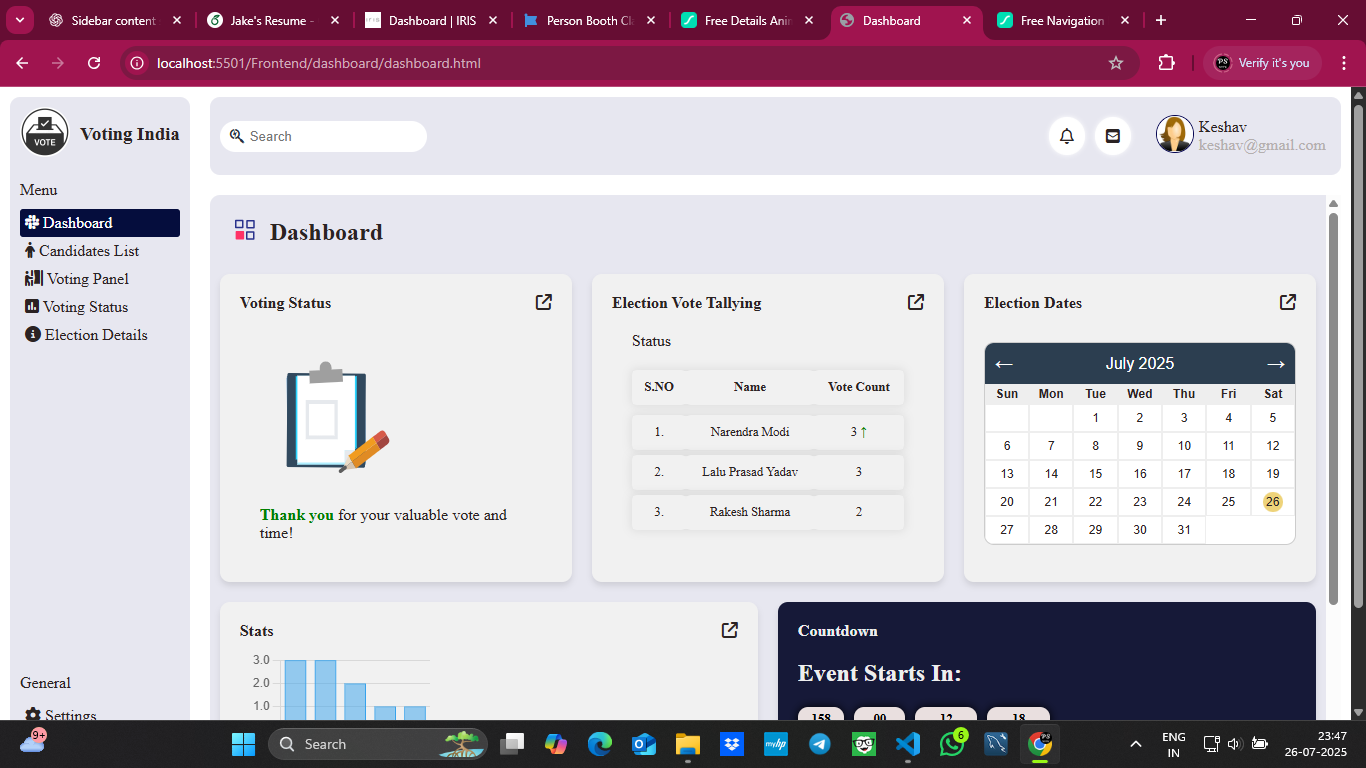 Sidebar content
Jake's Resume -
Dashboard | IRIS
Person Booth Cla
Free Details Anin
Dashboard
Free Navigation
localhost:5501/Frontend/dashboard/dashboard.html
Verify it's you
VOTE
Voting India
Search
Keshav
keshav@gmail.com
Menu
Dashboard
Candidates List
Voting Panel
Voting Status
Election Details
General
Settings
Dashboard
Voting Status
Thank you for your valuable vote and
time!
Election Vote Tallying
Status
S.NO Name Vote Count
1. Narendra Modi 3 ↑
2. Lalu Prasad Yadav 3
3. Rakesh Sharma 2
Election Dates
← July 2025 →
Sun Mon Tue Wed Thu Fri Sat
1 2 3 4 5
6 7 8 9 10 11 12
13 14 15 16 17 18 19
20 21 22 23 24 25 26
27 28 29 30 31
Stats
3.0
2.0
1.0
Countdown
Event Starts In:
158 00 12 18
9+
Search
6
ENG
IN
23:47
26-07-2025